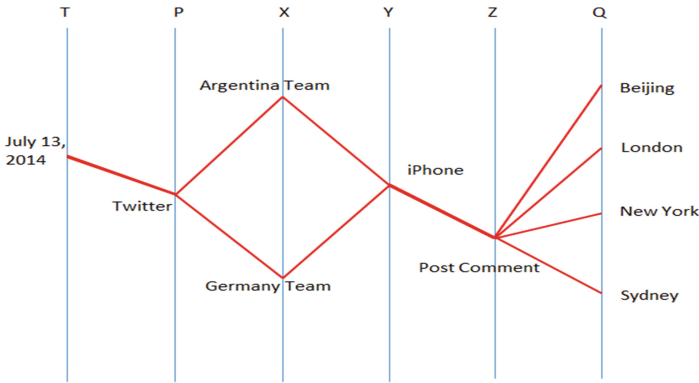 T P X Y Z Q
Argentina Team
Beijing
July 13,
2014
London
iPhone
Twitter
New York
Post Comment
Germany Team
Sydney